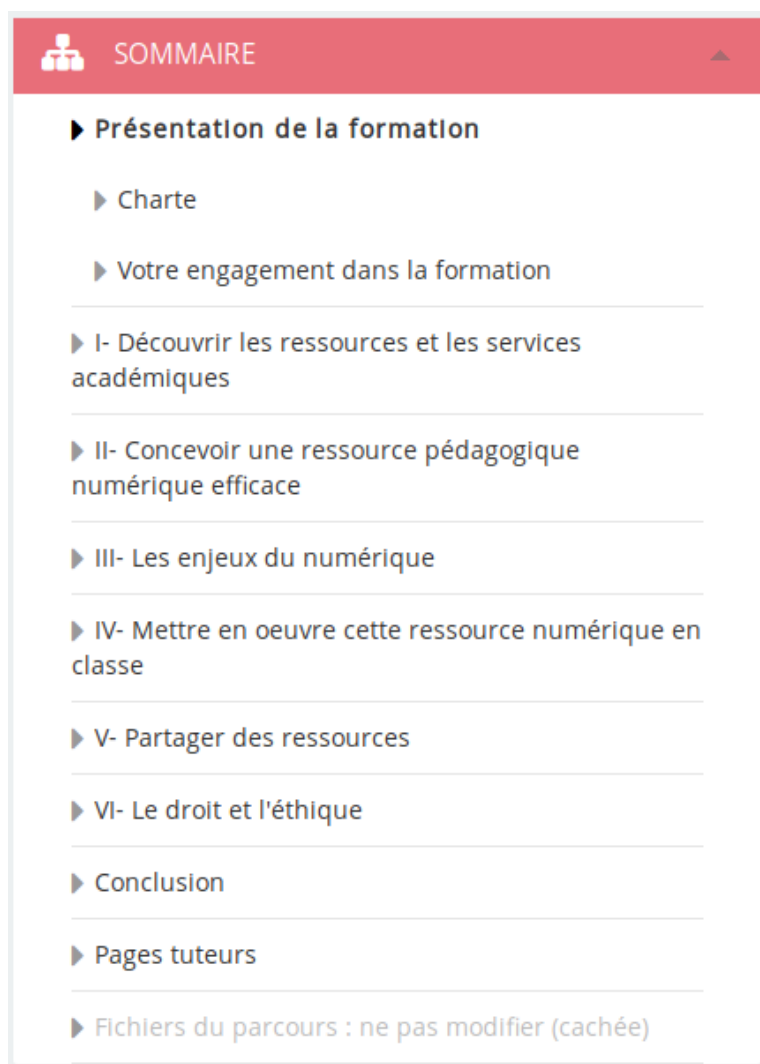 SOMMAIRE
Présentation de la formation
Charte
Votre engagement dans la formation
I- Découvrir les ressources et les services
académiques
II- Concevoir une ressource pédagogique
numérique efficace
III- Les enjeux du numérique
IV- Mettre en oeuvre cette ressource numérique en
classe
V- Partager des ressources
VI- Le droit et l'éthique
Conclusion
Pages tuteurs
Fichiers du parcours : ne pas modifier (cachée)